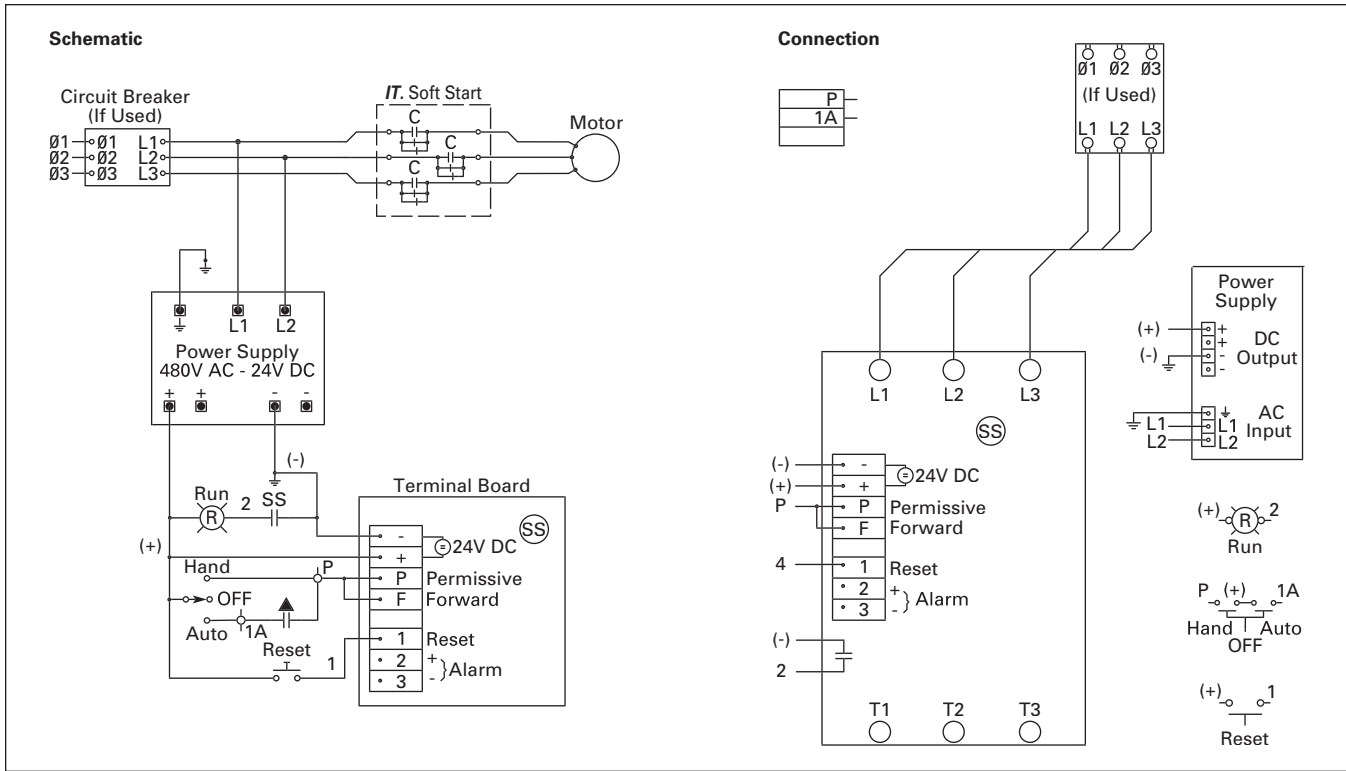 Schematic
Circuit Breaker
(If Used)
Ø1 Ø1 L1
Ø2 Ø2 L2
Ø3 Ø3 L3
IT. Soft Start
C
C
C
Motor
L1 L2
Power Supply
480V AC - 24V DC
+ + - -
(-)
Run
R
2 SS
(+)
Hand
OFF
Auto
1A
P
Reset
1
Terminal Board
SS
-
+
24V DC
P Permissive
F Forward
1 Reset
2 +
3 -
Alarm
Connection
P
1A
Ø1 Ø2 Ø3
(If Used)
L1 L2 L3
L1 L2 L3
SS
(-) -
(+) +
24V DC
P P Permissive
F Forward
4 1 Reset
2 +
3 -
Alarm
(-)
2
T1 T2 T3
Power
Supply
(+) +
+
(-) -
-
DC
Output
AC
Input
L1 L1
L2 L2
(+) R 2
Run
P (+) 1A
Hand Auto
OFF
(+) 1
Reset